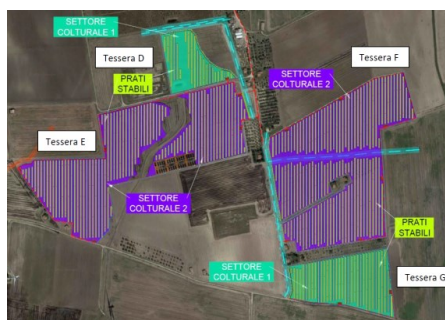 SETTORE
COLTURALE 1
Tessera D
Tessera F
PRATI
STABILI
SETTORE
COLTURALE 2
Tessera E
SETTORE
COLTURALE 2
PRATI
STABILI
SETTORE
COLTURALE 1
Tessera G